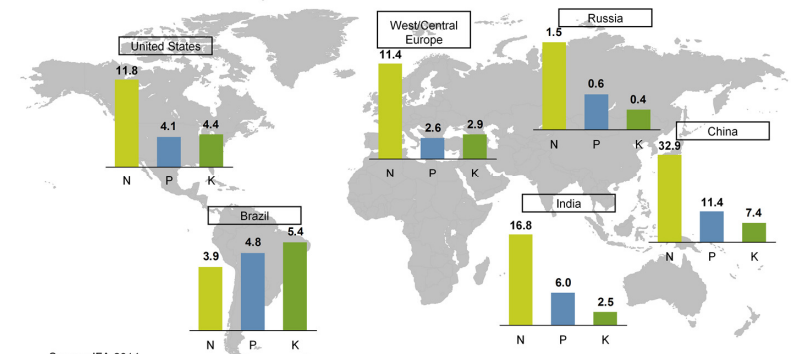 United States
11.8
4.1
4.4
N P K
West/Central
Europe
11.4
2.6
2.9
N P K
Russia
1.5
0.6
0.4
N P K
China
32.9
11.4
7.4
N P K
Brazil
3.9
4.8
5.4
N P K
India
16.8
6.0
2.5
N P K